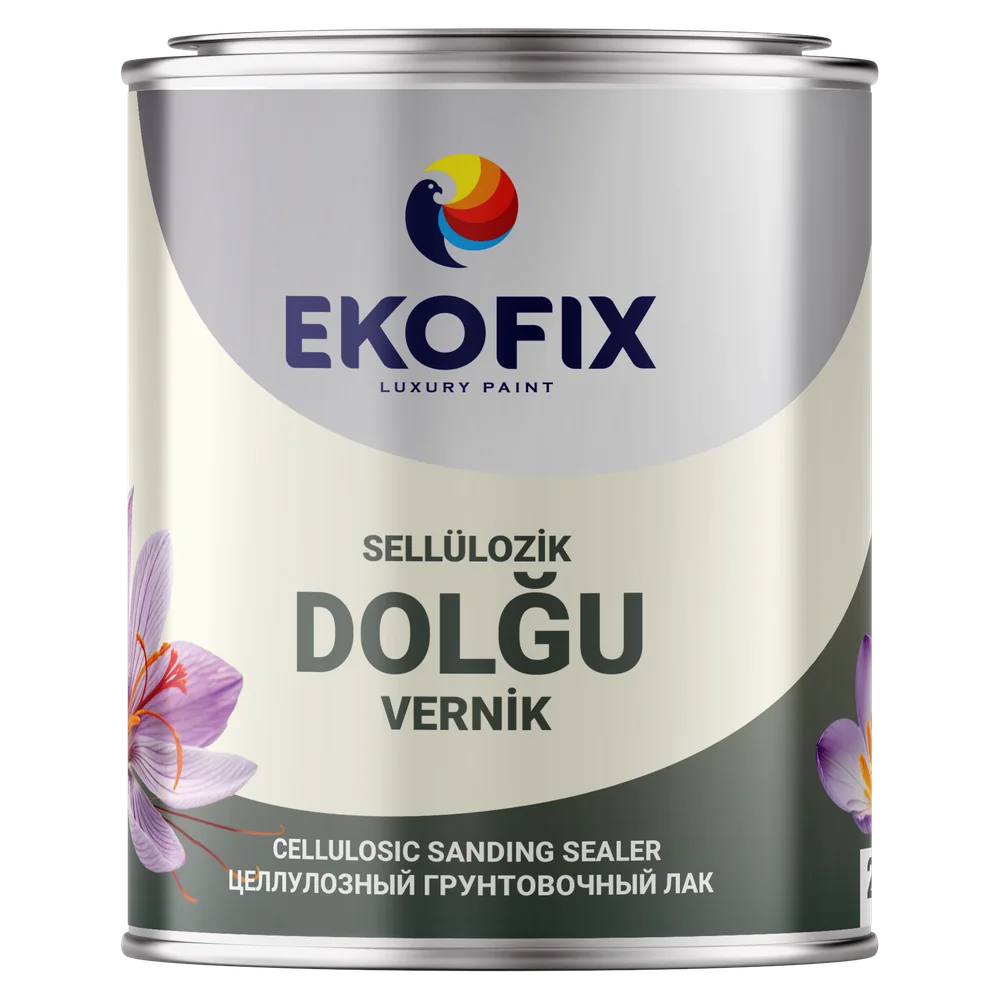 EKOFIX
LUXURY PAINT
SELLÜLOZİK
DOLĞU
VERNİK
CELLULOSIC SANDING SEALER
ЦЕЛЛУЛОЗНЫЙ ГРУНТОВОЧНЫЙ ЛАК